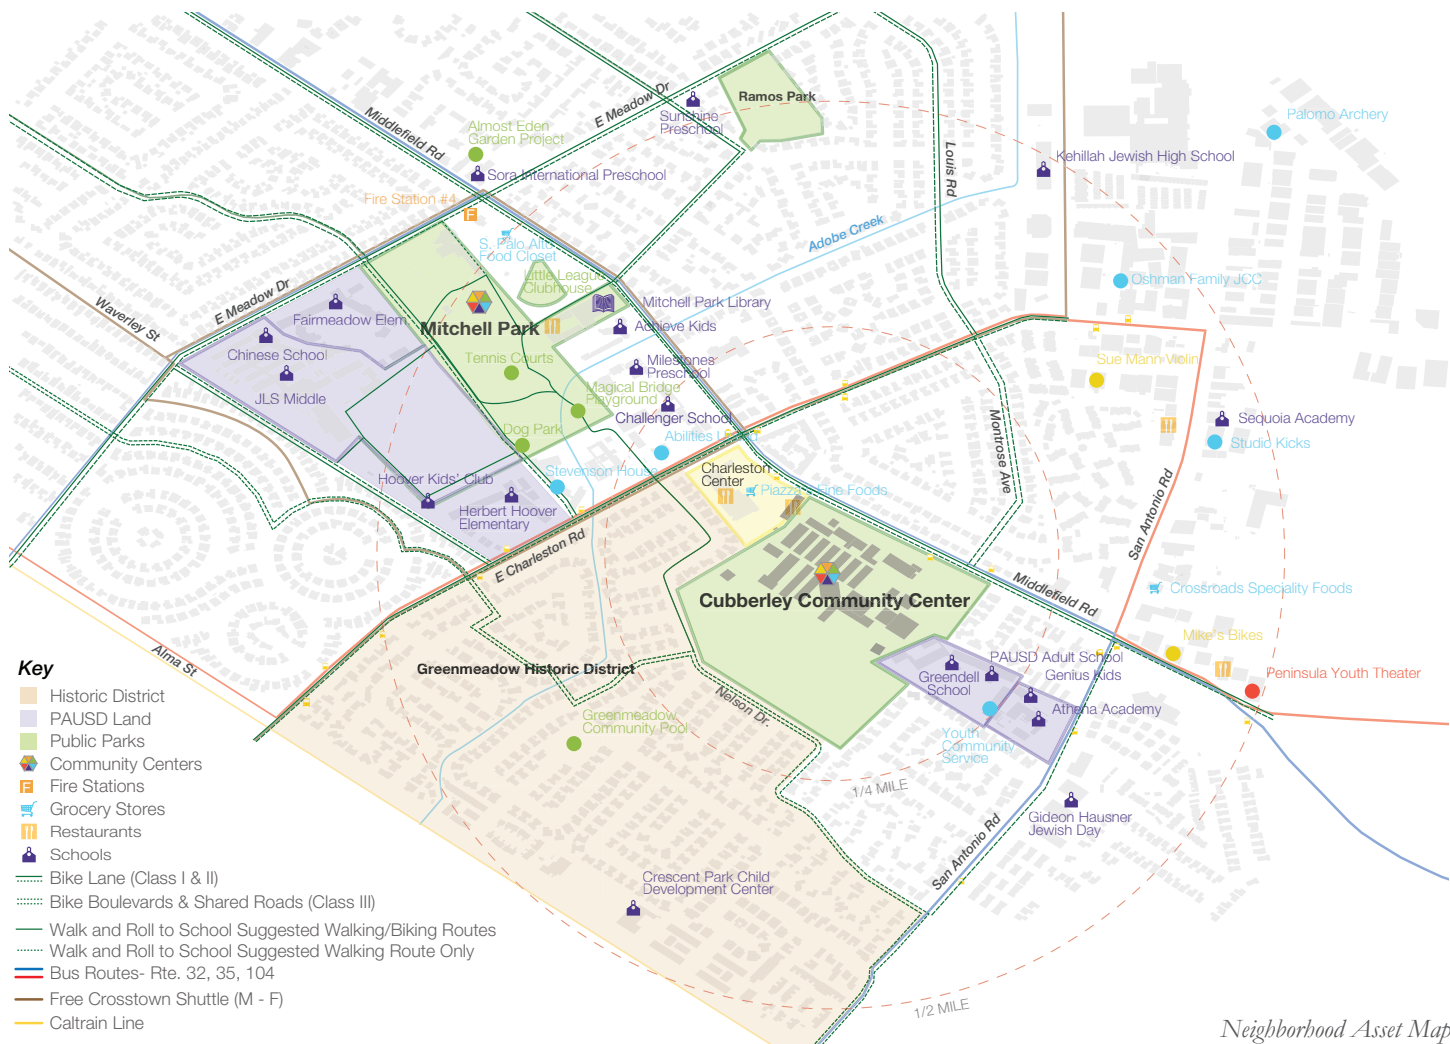 Ramos Park
E Meadow Dr
Sunshine
Preschool
Palomo Archery
Middlefield Rd
Almost Eden
Garden Project
Louis Rd
Kehillah Jewish High School
Sora International Preschool
Fire Station #4
Adobe Creek
S. Palo Alto
Food Closet
Little League
Clubhouse
Oshman Family JCC
E Meadow Dr
Waverley St
Fairmeadow Elem.
Mitchell Park
Mitchell Park Library
Achieve Kids
Chinese School
Tennis Courts
Milestones
Preschool
Sue Mann Violin
JLS Middle
Magical Bridge
Playground
Challenger School
Dog Park
Abilities United
Sequoia Academy
Studio Kicks
Montrose Ave
Hoover Kids' Club
Stevenson House
Charleston
Center
Piazza's Fine Foods
Herbert Hoover
Elementary
San Antonio Rd
E Charleston Rd
Middlefield Rd
Crossroads Speciality Foods
Cubberley Community Center
Mike's Bikes
Alma St
Greenmeadow Historic District
PAUSD Adult School
Greendell
School
Genius Kids
Peninsula Youth Theater
Nelson Dr.
Athena Academy
Greenmeadow
Community Pool
Youth
Community
Service
1/4 MILE
Gideon Hausner
Jewish Day
San Antonio Rd
Crescent Park Child
Development Center
1/2 MILE
Key
Historic District
PAUSD Land
Public Parks
Community Centers
F
Fire Stations
Grocery Stores
Restaurants
Schools
Bike Lane (Class I & II)
Bike Boulevards & Shared Roads (Class III)
Walk and Roll to School Suggested Walking/Biking Routes
Walk and Roll to School Suggested Walking Route Only
Bus Routes- Rte. 32, 35, 104
Free Crosstown Shuttle (M - F)
Caltrain Line
Neighborhood Asset Map